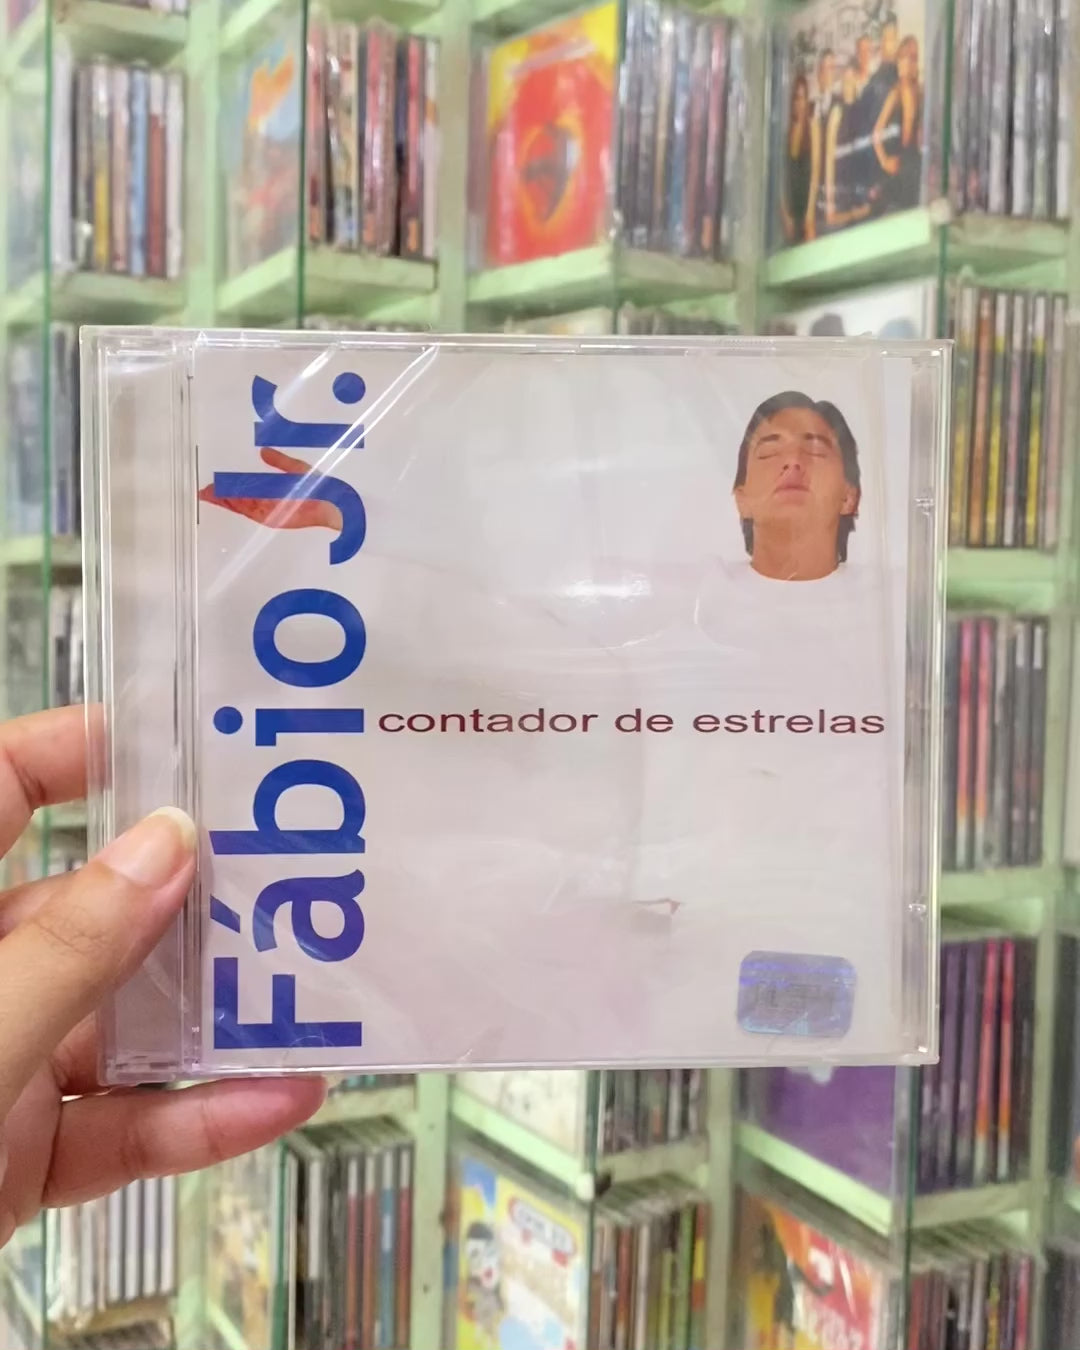 Fábio Jr.
contador de estrelas